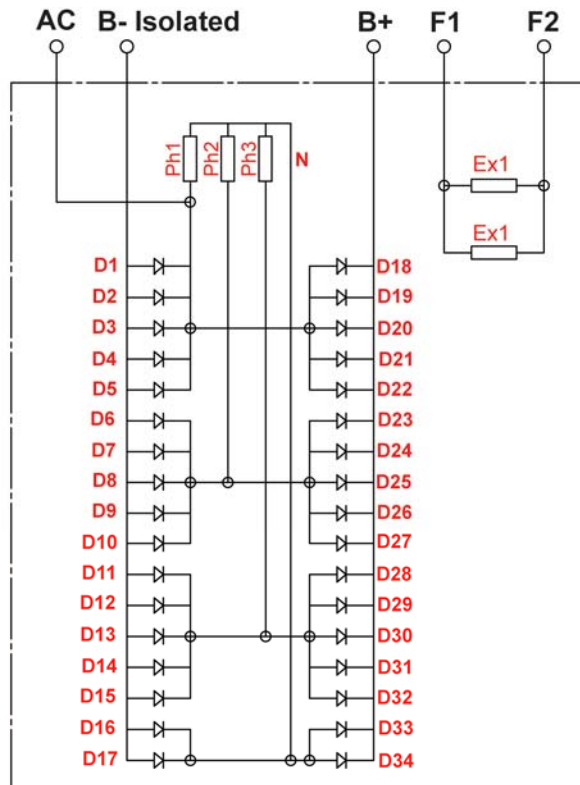 AC B- Isolated B+ F1 F2
Ph1 Ph2 Ph3 N
Ex1
Ex1
D1 D18
D2 D19
D3 D20
D4 D21
D5 D22
D6 D23
D7 D24
D8 D25
D9 D26
D10 D27
D11 D28
D12 D29
D13 D30
D14 D31
D15 D32
D16 D33
D17 D34